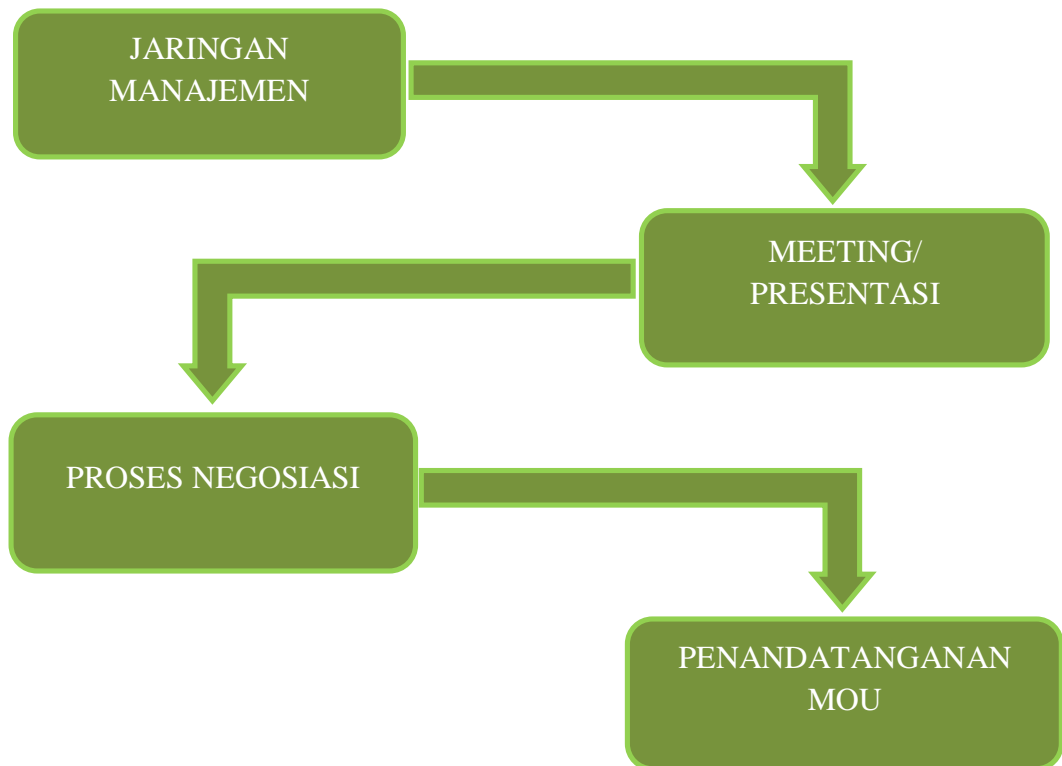 JARINGAN
MANAJEMEN
MEETING/
PRESENTASI
PROSES NEGOSIASI
PENANDATANGANAN
MOU